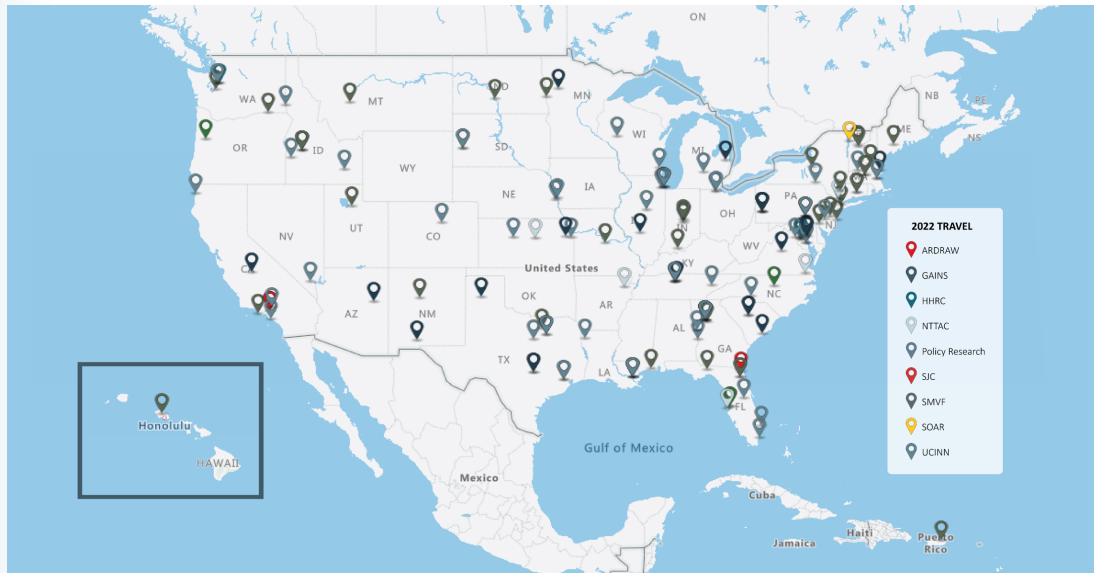 ON
NB
PE
NS
ME
WA
MT
ND
MN
OR
ID
SD
WI
MI
WY
NE
IA
PA
OH
IN
NJ
NV
UT
CO
WV
KY
United States
OK
AR
NC
AZ
NM
AL
GA
TX
LA
FL
Gulf of Mexico
Mexico
Cuba
Jamaica
Haiti
Puerto
Rico
Honolulu
HAWAII
2022 TRAVEL
ARDRAW
GAINS
HHRC
NTTAC
Policy Research
SJC
SMVF
SOAR
UCINN